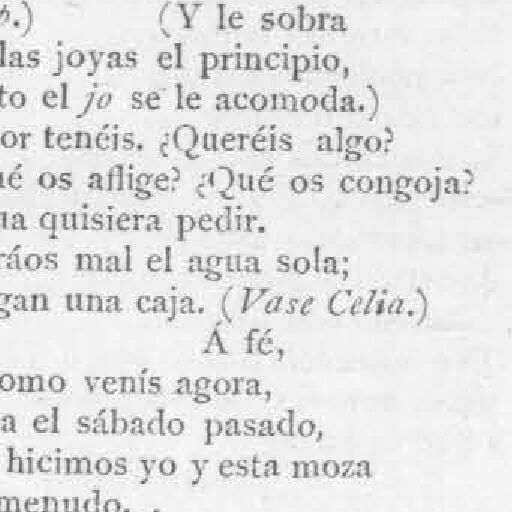 .) (Y le sobra
las joyas el principio,
to el jo se le acomoda.)
or tenéis. ¿Queréis algo?
ué os aflige? ¿Qué os congoja?
ua quisiera pedir.
ráos mal el agua sola;
gan una caja. (Vase Celia.)
Á fé,
omo venís agora,
a el sábado pasado,
hicimos yo y esta moza
menudo. .